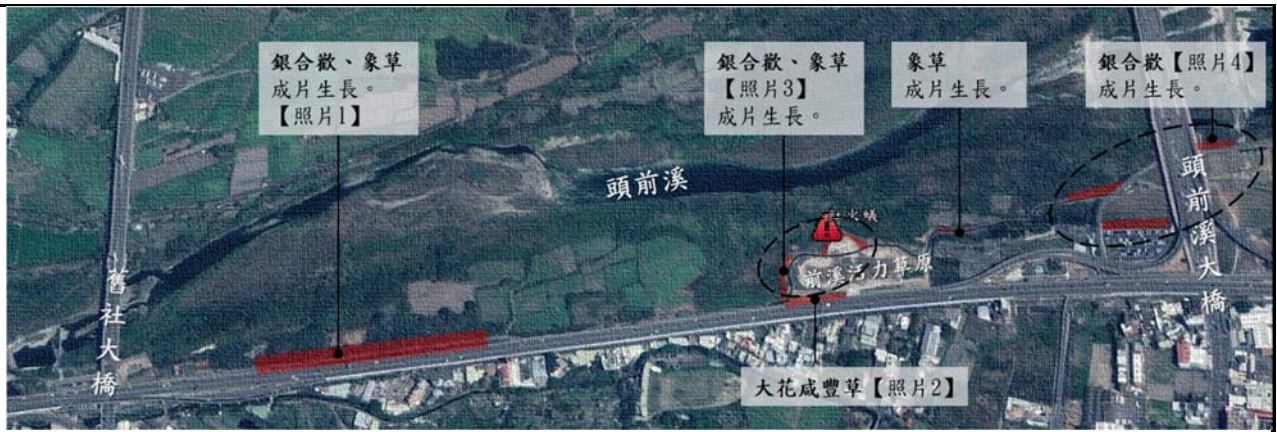 銀合歡、象草
成片生長。
【照片1】
銀合歡、象草
【照片3】
成片生長。
象草
成片生長。
銀合歡【照片4】
成片生長。
頭前溪
紅火蟻
前溪活力草原
舊社大橋
頭前溪大橋
大花咸豐草【照片2】